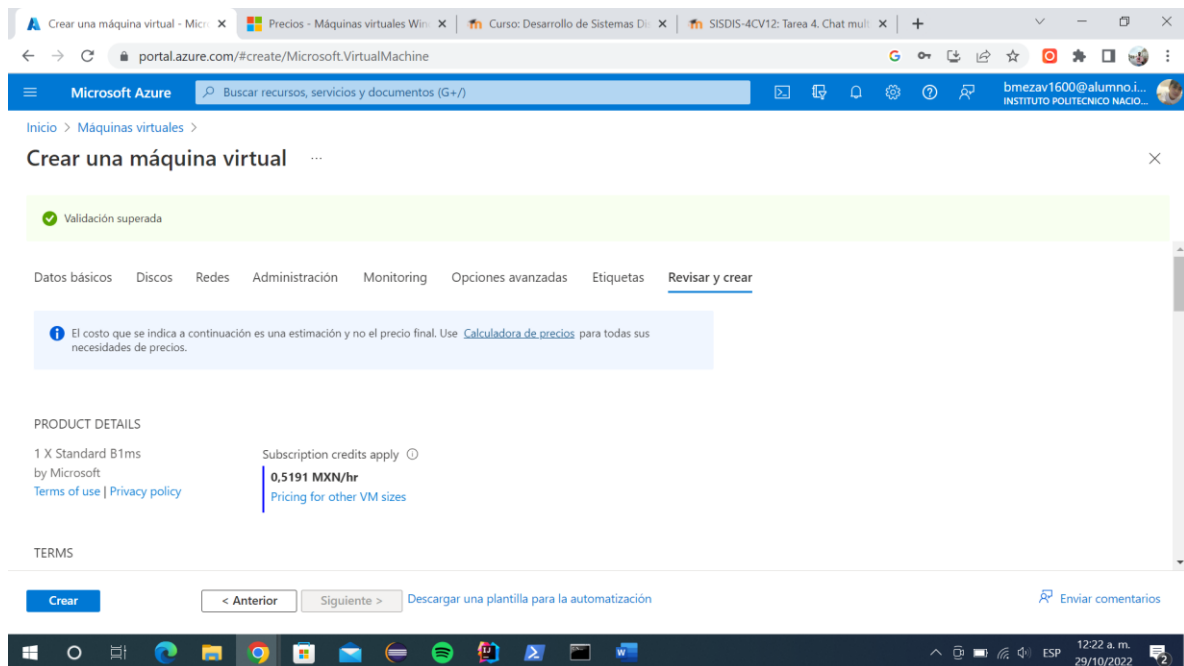 Crear una máquina virtual - Micr
Precios - Máquinas virtuales Win
Curso: Desarrollo de Sistemas Di
SISDIS-4CV12: Tarea 4. Chat mult
portal.azure.com/#create/Microsoft.VirtualMachine
Microsoft Azure
Buscar recursos, servicios y documentos (G+/)
bmezav1600@alumno.i...
INSTITUTO POLITECNICO NACIO...
Inicio > Máquinas virtuales >
Crear una máquina virtual ...
Validación superada
Datos básicos Discos Redes Administración Monitoring Opciones avanzadas Etiquetas Revisar y crear
El costo que se indica a continuación es una estimación y no el precio final. Use Calculadora de precios para todas sus
necesidades de precios.
PRODUCT DETAILS
1 X Standard B1ms
by Microsoft
Terms of use | Privacy policy
Subscription credits apply
0,5191 MXN/hr
Pricing for other VM sizes
TERMS
Crear
< Anterior
Siguiente >
Descargar una plantilla para la automatización
Enviar comentarios
ESP
12:22 a. m.
29/10/2022